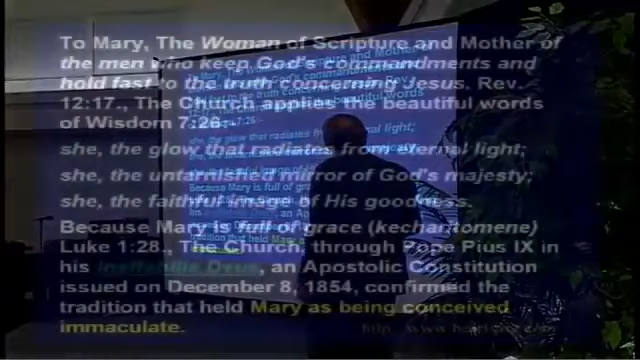 To Mary, The Woman of Scripture and Mother of
the men who keep God's commandments and
hold fast to the truth concerning Jesus. Rev.
12:17., The Church applies the beautiful words
of Wisdom 7:26:
she, the glow that radiates from eternal light;
she, the untarnished mirror of God's majesty;
she, the faithful image of His goodness.
Because Mary is full of grace (kechartomene)
Luke 1:28., The Church, through Pope Pius IX in
his Ineffabilis Deus, an Apostolic Constitution
issued on December 8, 1854, confirmed the
tradition that held Mary as being conceived
immaculate.